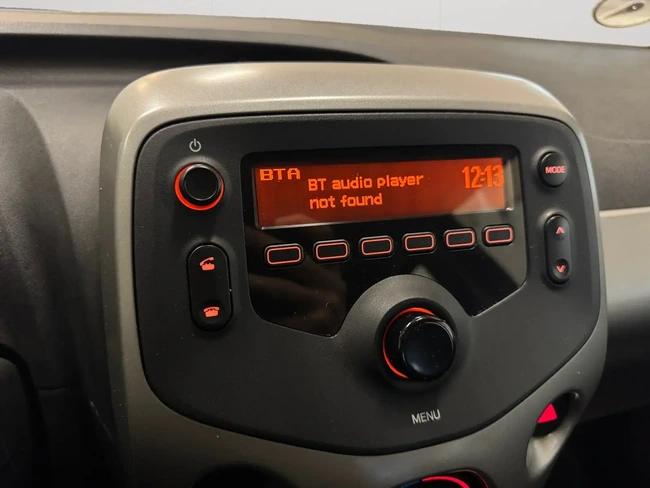 BTA
12:13
BT audio player
not found
MODE
MENU